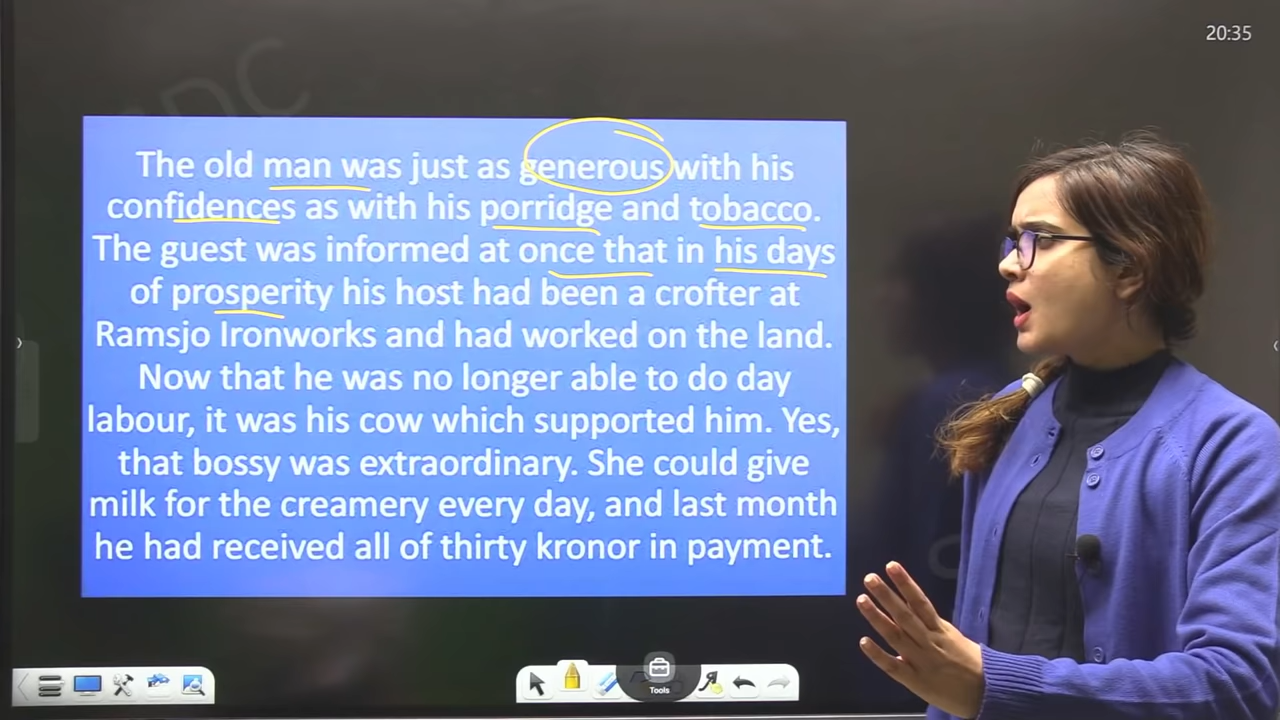 20:35
The old man was just as generous with his
confidences as with his porridge and tobacco.
The guest was informed at once that in his days
of prosperity his host had been a crofter at
Ramsjo Ironworks and had worked on the land.
Now that he was no longer able to do day
labour, it was his cow which supported him. Yes,
that bossy was extraordinary. She could give
milk for the creamery every day, and last month
he had received all of thirty kronor in payment.
Tools